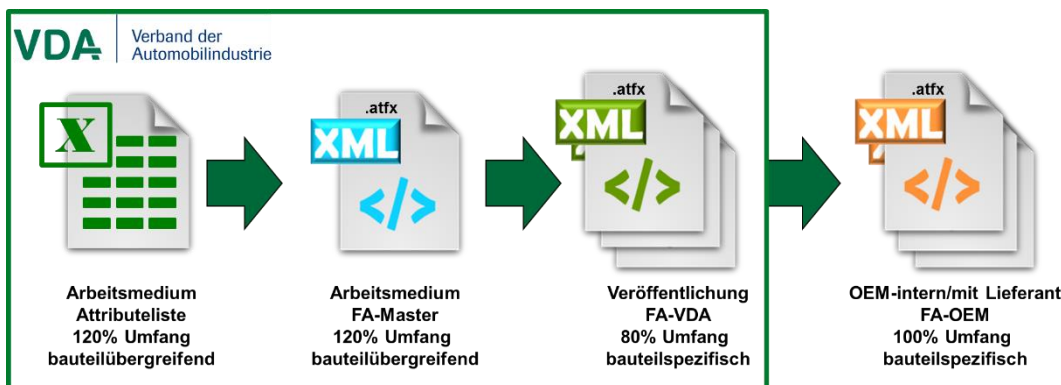 VDA
Verband der
Automobilindustrie
X
.atfx
XML
</>
.atfx
XML
</>
.atfx
XML
</>
Arbeitsmedium
Attributeliste
120% Umfang
bauteilübergreifend
Arbeitsmedium
FA-Master
120% Umfang
bauteilübergreifend
Veröffentlichung
FA-VDA
80% Umfang
bauteilspezifisch
OEM-intern/mit Lieferant
FA-OEM
100% Umfang
bauteilspezifisch